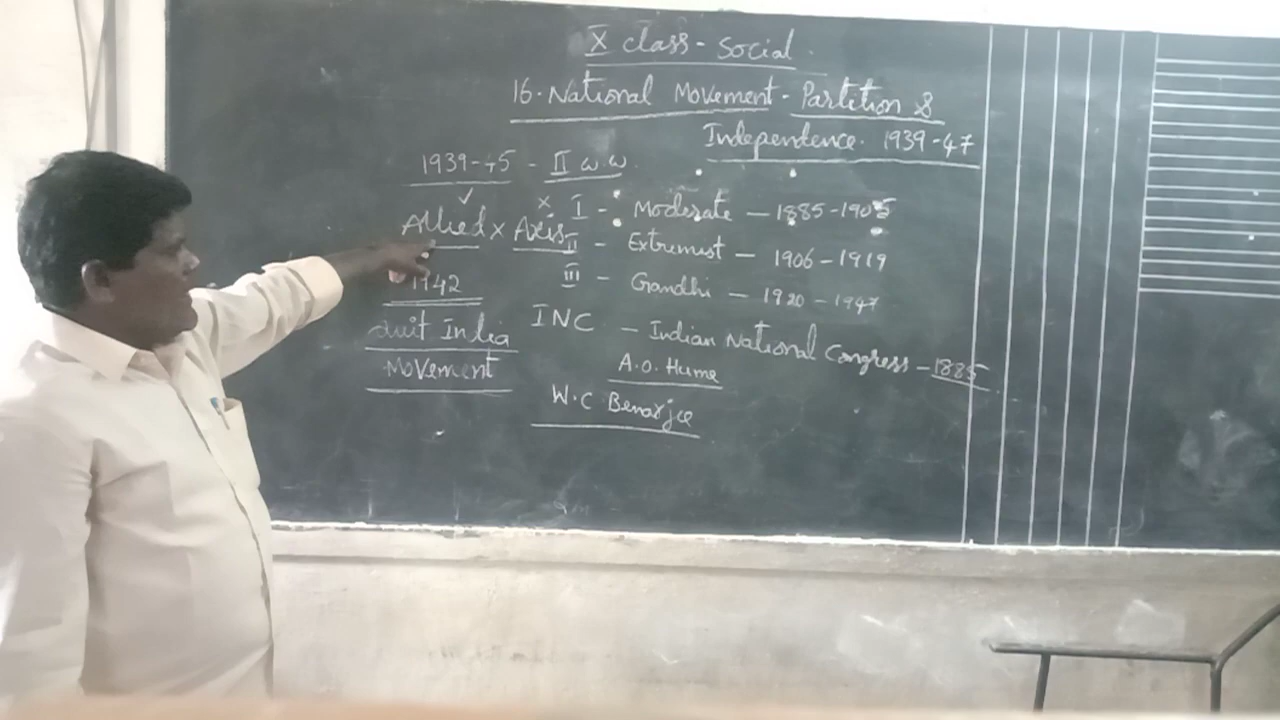 X class - Social
16. National Movement - Partition &
Independence. 1939-47
1939-45 - II w.w.
Allied x Axis
1942
Quit India
Movement
I - Moderate - 1885-1905
II - Extremist - 1906-1919
III - Gandhi - 1920-1947
INC - Indian National Congress - 1885
A.O. Hume
W.C Benarjee